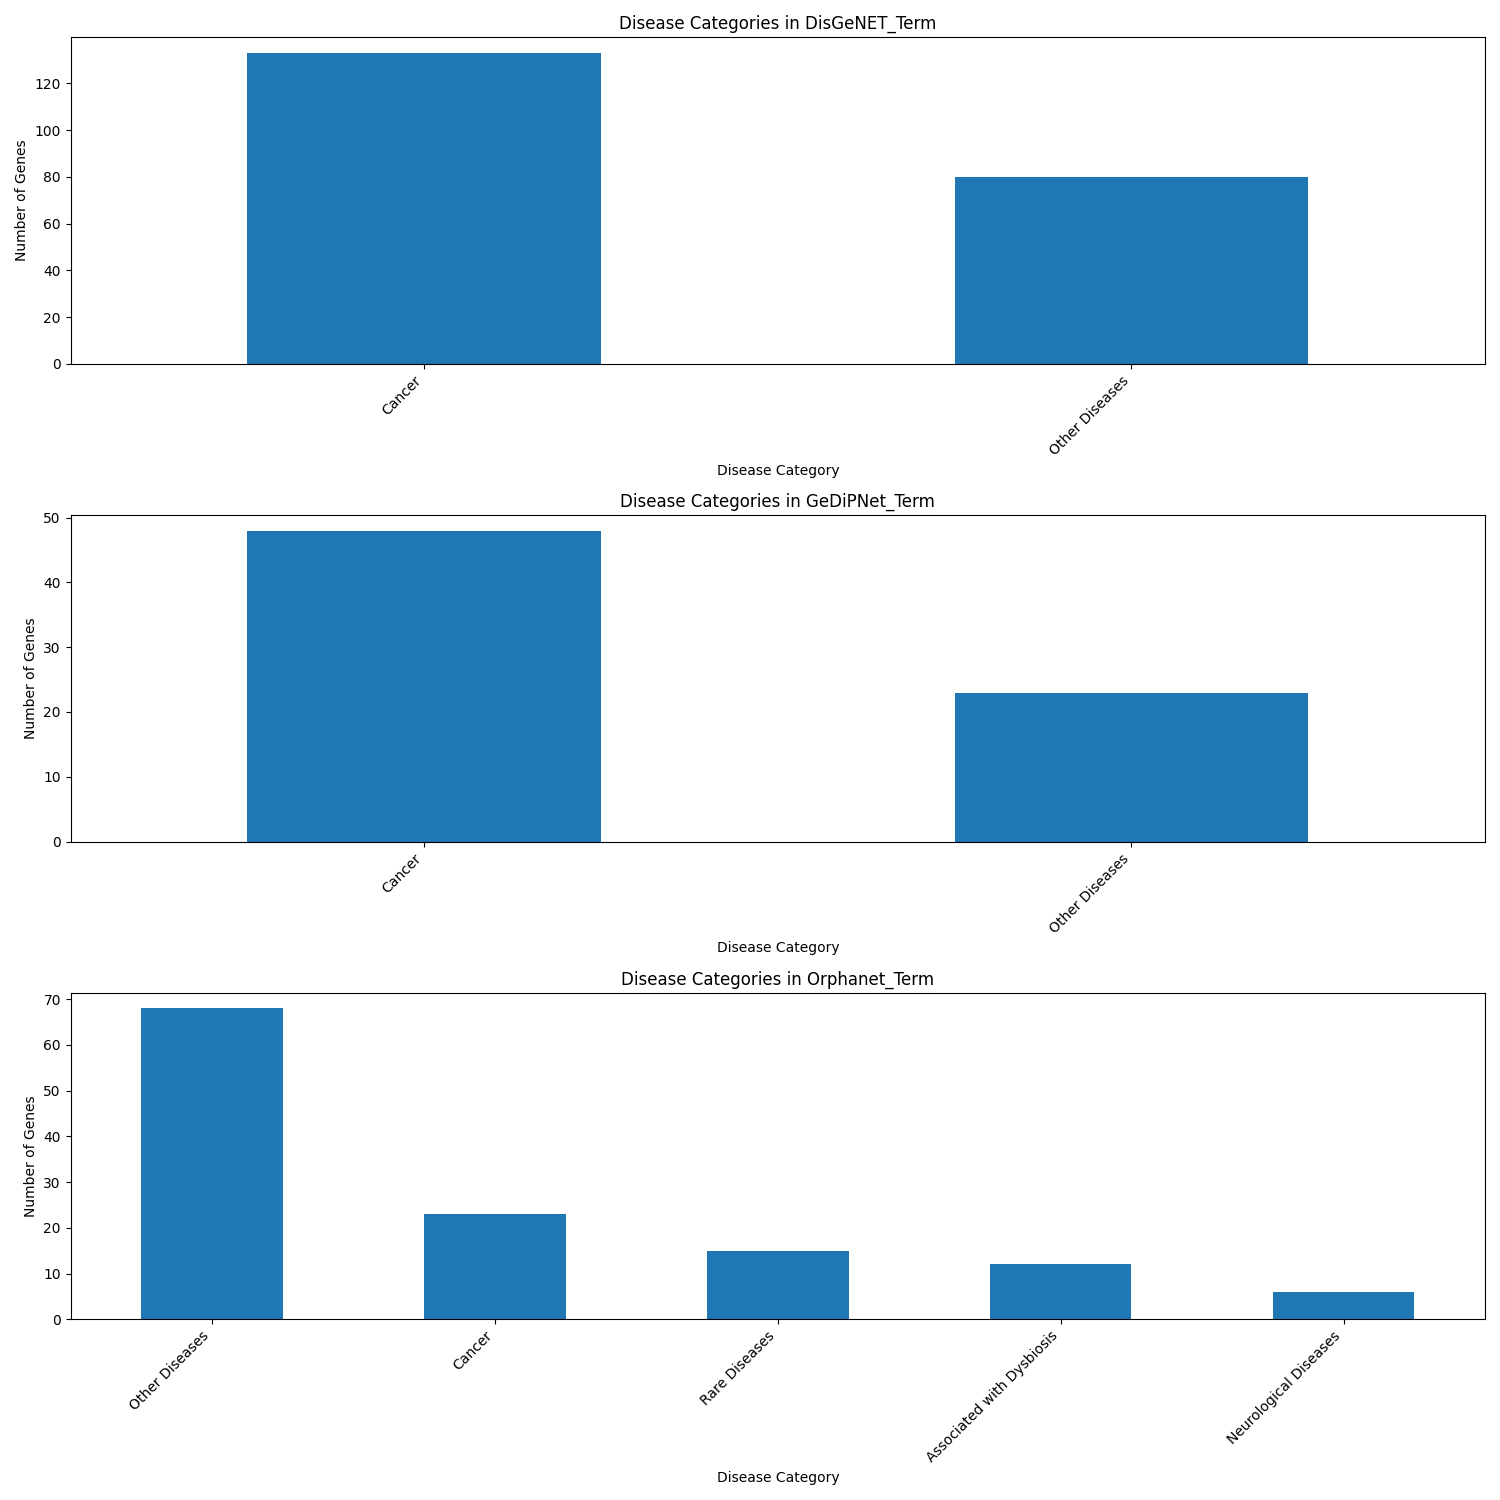 Disease Categories in DisGeNET_Term
Number of Genes
120
100
80
60
40
20
0
Cancer
Other Diseases
Disease Category
Disease Categories in GeDiPNet_Term
Number of Genes
50
40
30
20
10
0
Cancer
Other Diseases
Disease Category
Disease Categories in Orphanet_Term
Number of Genes
70
60
50
40
30
20
10
0
Other Diseases
Cancer
Rare Diseases
Associated with Dysbiosis
Neurological Diseases
Disease Category